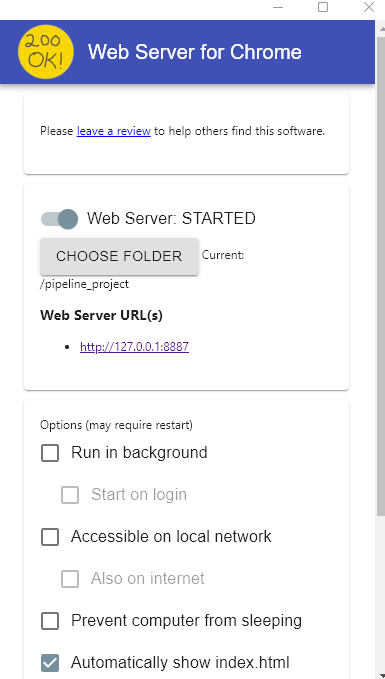 200
OK!
Web Server for Chrome
Please leave a review to help others find this software.
Web Server: STARTED
CHOOSE FOLDER Current:
/pipeline_project
Web Server URL(s)
• http://127.0.0.1:8887
Options (may require restart)
Run in background
Start on login
Accessible on local network
Also on internet
Prevent computer from sleeping
Automatically show index.html